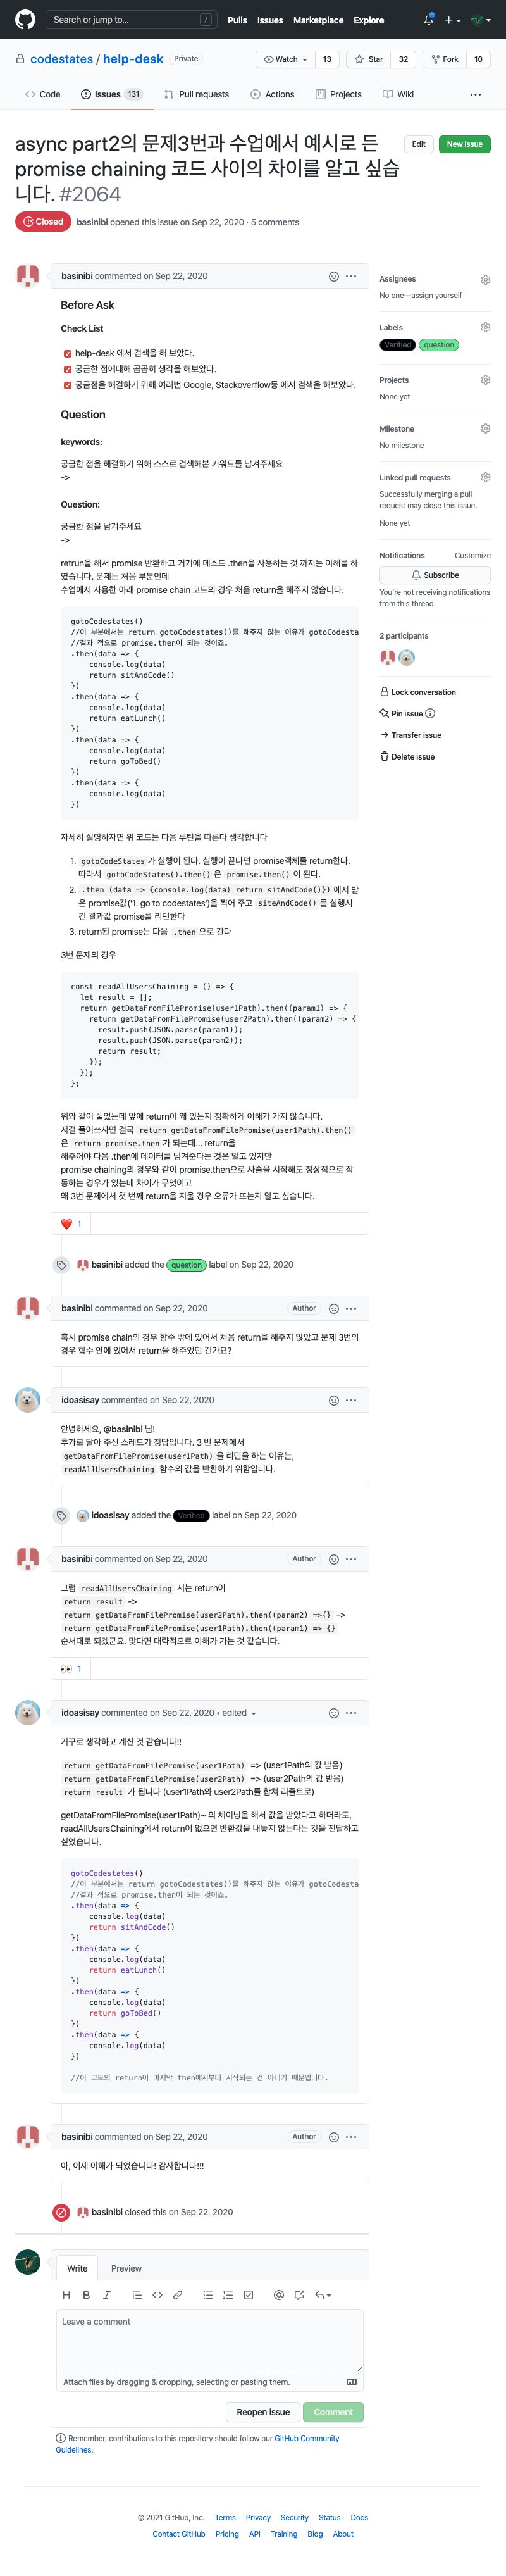 Search or jump to...
/
Pulls Issues Marketplace Explore
codestates / help-desk Private
Watch 13 Star 32 Fork 10
Code Issues 131 Pull requests Actions Projects Wiki
async part2의 문제3번과 수업에서 예시로 든
promise chaining 코드 사이의 차이를 알고 싶습
니다. #2064
Edit New issue
Closed basinibi opened this issue on Sep 22, 2020 · 5 comments
basinibi commented on Sep 22, 2020
Before Ask
Check List
help-desk 에서 검색을 해 보았다.
궁금한 점에대해 곰곰히 생각을 해보았다.
궁금점을 해결하기 위해 여러번 Google, Stackoverflow등 에서 검색을 해보았다.
Question
keywords:
궁금한 점을 해결하기 위해 스스로 검색해본 키워드를 남겨주세요
->
Question:
궁금한 점을 남겨주세요
->
retrun을 해서 promise 반환하고 거기에 메소드 .then을 사용하는 것 까지는 이해를 하
였습니다. 문제는 처음 부분인데
수업에서 사용한 아래 promise chain 코드의 경우 처음 return을 해주지 않습니다.
gotoCodestates()
//이 부분에서는 return gotoCodestates()를 해주지 않는 이유가 gotoCodesta
//결과 적으로 promise.then이 되는 것이죠.
.then(data => {
console.log(data)
return sitAndCode()
})
.then(data => {
console.log(data)
return eatLunch()
})
.then(data => {
console.log(data)
return goToBed()
})
.then(data => {
console.log(data)
})
자세히 설명하자면 위 코드는 다음 루틴을 따른다 생각합니다
1. gotoCodeStates 가 실행이 된다. 실행이 끝나면 promise객체를 return한다.
따라서 gotoCodeStates().then() 은 promise.then() 이 된다.
2. .then (data => {console.log(data) return sitAndCode()}) 에서 받
은 promise값('1. go to codestates')을 찍어 주고 siteAndCode() 를 실행시
킨 결과값 promise를 리턴한다
3. return된 promise는 다음 .then 으로 간다
3번 문제의 경우
const readAllUsersChaining = () => {
let result = [];
return getDataFromFilePromise(user1Path).then((param1) => {
return getDataFromFilePromise(user2Path).then((param2) => {
result.push(JSON.parse(param1));
result.push(JSON.parse(param2));
return result;
});
});
};
위와 같이 풀었는데 앞에 return이 왜 있는지 정확하게 이해가 가지 않습니다.
저걸 풀어쓰자면 결국 return getDataFromFilePromise(user1Path).then()
은 return promise.then 가 되는데... return을
해주어야 다음 .then에 데이터를 넘겨준다는 것은 알고 있지만
promise chaining의 경우와 같이 promise.then으로 사슬을 시작해도 정상적으로 작
동하는 경우가 있는데 차이가 무엇이고
왜 3번 문제에서 첫 번째 return을 지울 경우 오류가 뜨는지 알고 싶습니다.
1
basinibi added the question label on Sep 22, 2020
basinibi commented on Sep 22, 2020 Author
혹시 promise chain의 경우 함수 밖에 있어서 처음 return을 해주지 않았고 문제 3번의
경우 함수 안에 있어서 return을 해주었던 건가요?
idoasisay commented on Sep 22, 2020
안녕하세요, @basinibi 님!
추가로 달아 주신 스레드가 정답입니다. 3 번 문제에서
getDataFromFilePromise(user1Path) 을 리턴을 하는 이유는,
readAllUsersChaining 함수의 값을 반환하기 위함입니다.
idoasisay added the Verified label on Sep 22, 2020
basinibi commented on Sep 22, 2020 Author
그럼 readAllUsersChaining 서는 return이
return result ->
return getDataFromFilePromise(user2Path).then((param2) =>{} ->
return getDataFromFilePromise(user1Path).then((param1) => {}
순서대로 되겠군요. 맞다면 대략적으로 이해가 가는 것 같습니다.
1
idoasisay commented on Sep 22, 2020 • edited
거꾸로 생각하고 계신 것 같습니다!!
return getDataFromFilePromise(user1Path) => (user1Path의 값 받음)
return getDataFromFilePromise(user2Path) => (user2Path의 값 받음)
return result 가 됩니다 (user1Path와 user2Path를 합쳐 리졸트로)
getDataFromFilePromise(user1Path)~ 의 체이닝을 해서 값을 받았다고 하더라도,
readAllUsersChaining에서 return이 없으면 반환값을 내놓지 않는다는 것을 전달하고
싶었습니다.
gotoCodestates()
//이 부분에서는 return gotoCodestates()를 해주지 않는 이유가 gotoCodesta
//결과 적으로 promise.then이 되는 것이죠.
.then(data => {
console.log(data)
return sitAndCode()
})
.then(data => {
console.log(data)
return eatLunch()
})
.then(data => {
console.log(data)
return goToBed()
})
.then(data => {
console.log(data)
})
//이 코드의 return이 마지막 then에서부터 시작되는 건 아니기 때문입니다.
basinibi commented on Sep 22, 2020 Author
아, 이제 이해가 되었습니다! 감사합니다!!!
basinibi closed this on Sep 22, 2020
Write Preview
Leave a comment
Attach files by dragging & dropping, selecting or pasting them.
Reopen issue Comment
Remember, contributions to this repository should follow our GitHub Community
Guidelines.
Assignees
No one—assign yourself
Labels
Verified question
Projects
None yet
Milestone
No milestone
Linked pull requests
Successfully merging a pull
request may close this issue.
None yet
Notifications Customize
Subscribe
You're not receiving notifications
from this thread.
2 participants
Lock conversation
Pin issue
Transfer issue
Delete issue
© 2021 GitHub, Inc. Terms Privacy Security Status Docs
Contact GitHub Pricing API Training Blog About